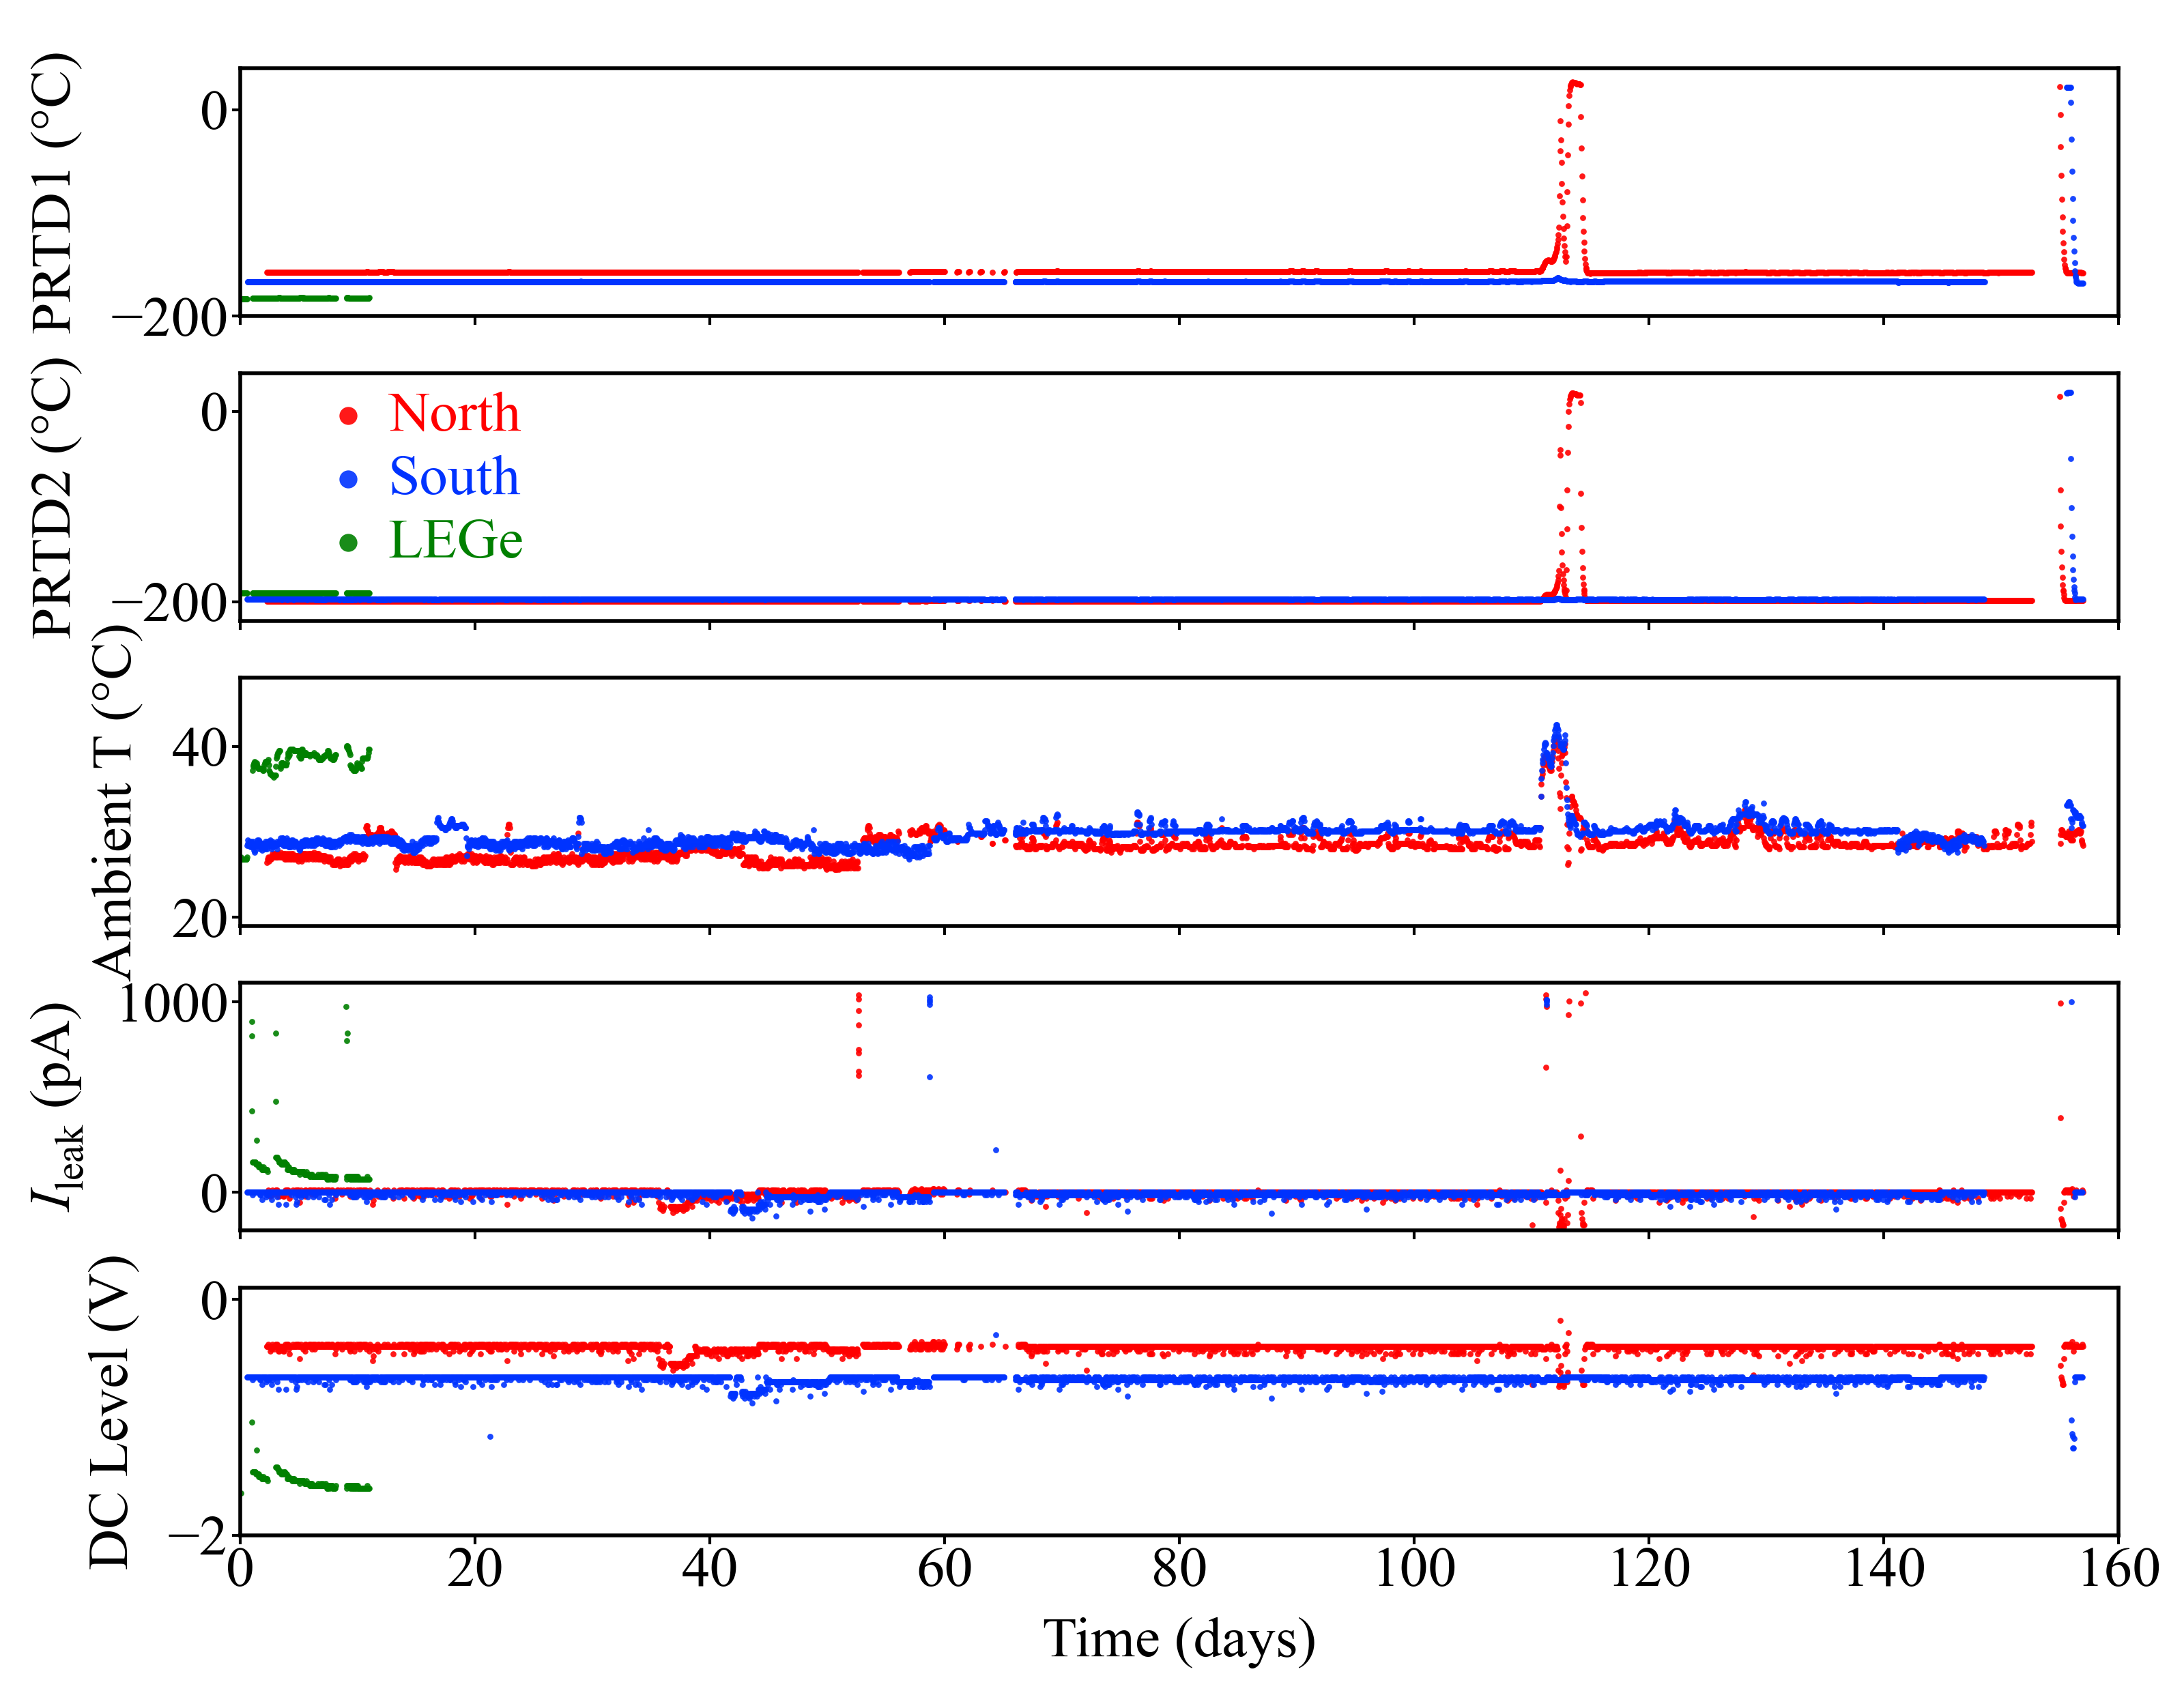 PRTD1 (°C)
0
−200
PRTD2 (°C)
0
−200
North
South
LEGe
Ambient T (°C)
40
20
I_leak (pA)
1000
0
DC Level (V)
0
−2
0 20 40 60 80 100 120 140 160
Time (days)